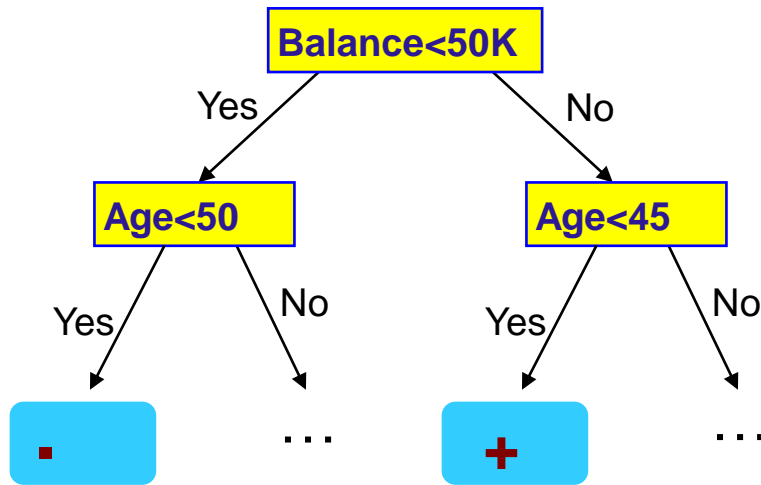 Balance<50K
Yes
No
Age<50
Age<45
Yes
No
Yes
No
▪
...
+
...